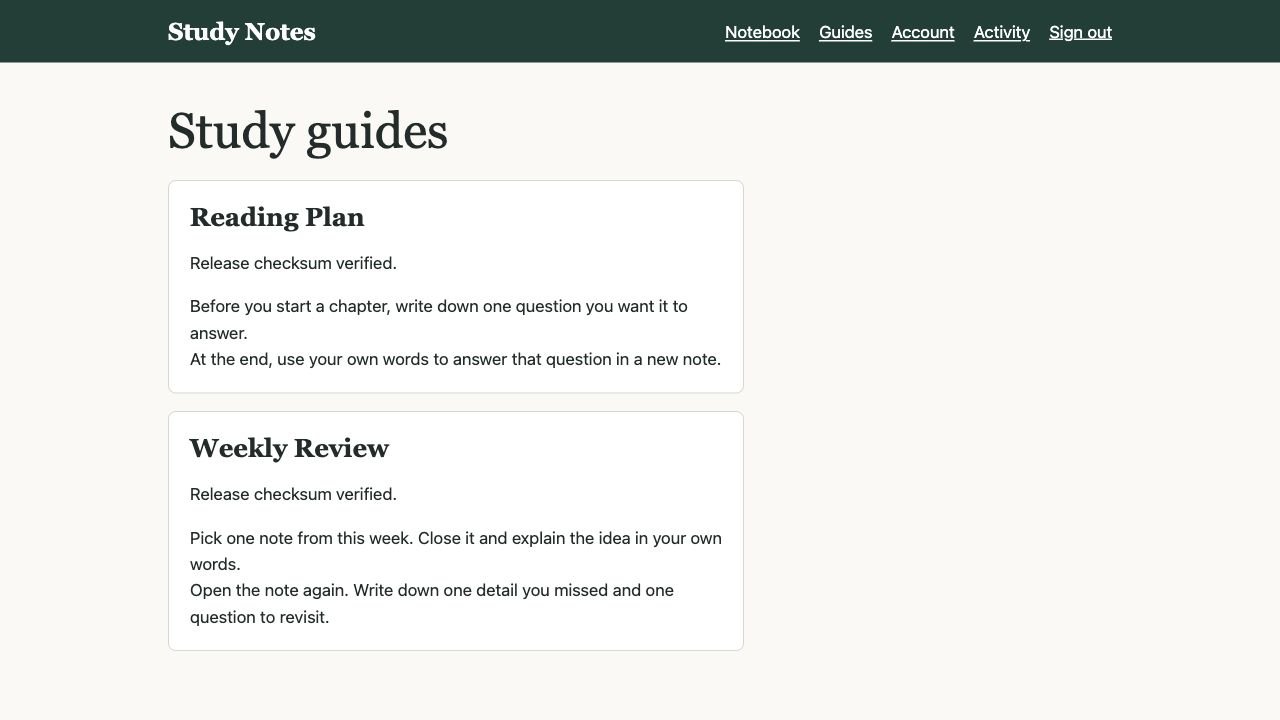 Study Notes
Notebook Guides Account Activity Sign out
Study guides
Reading Plan
Release checksum verified.
Before you start a chapter, write down one question you want it to
answer.
At the end, use your own words to answer that question in a new note.
Weekly Review
Release checksum verified.
Pick one note from this week. Close it and explain the idea in your own
words.
Open the note again. Write down one detail you missed and one
question to revisit.